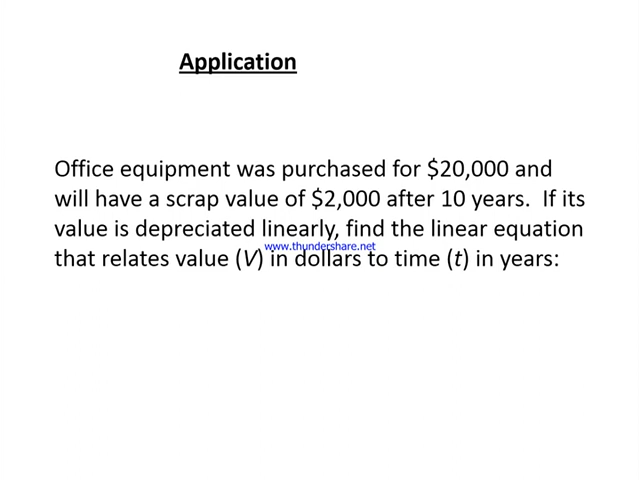 Application
Office equipment was purchased for $20,000 and
will have a scrap value of $2,000 after 10 years. If its
value is depreciated linearly, find the linear equation
www.thundershare.net
that relates value (V) in dollars to time (t) in years: